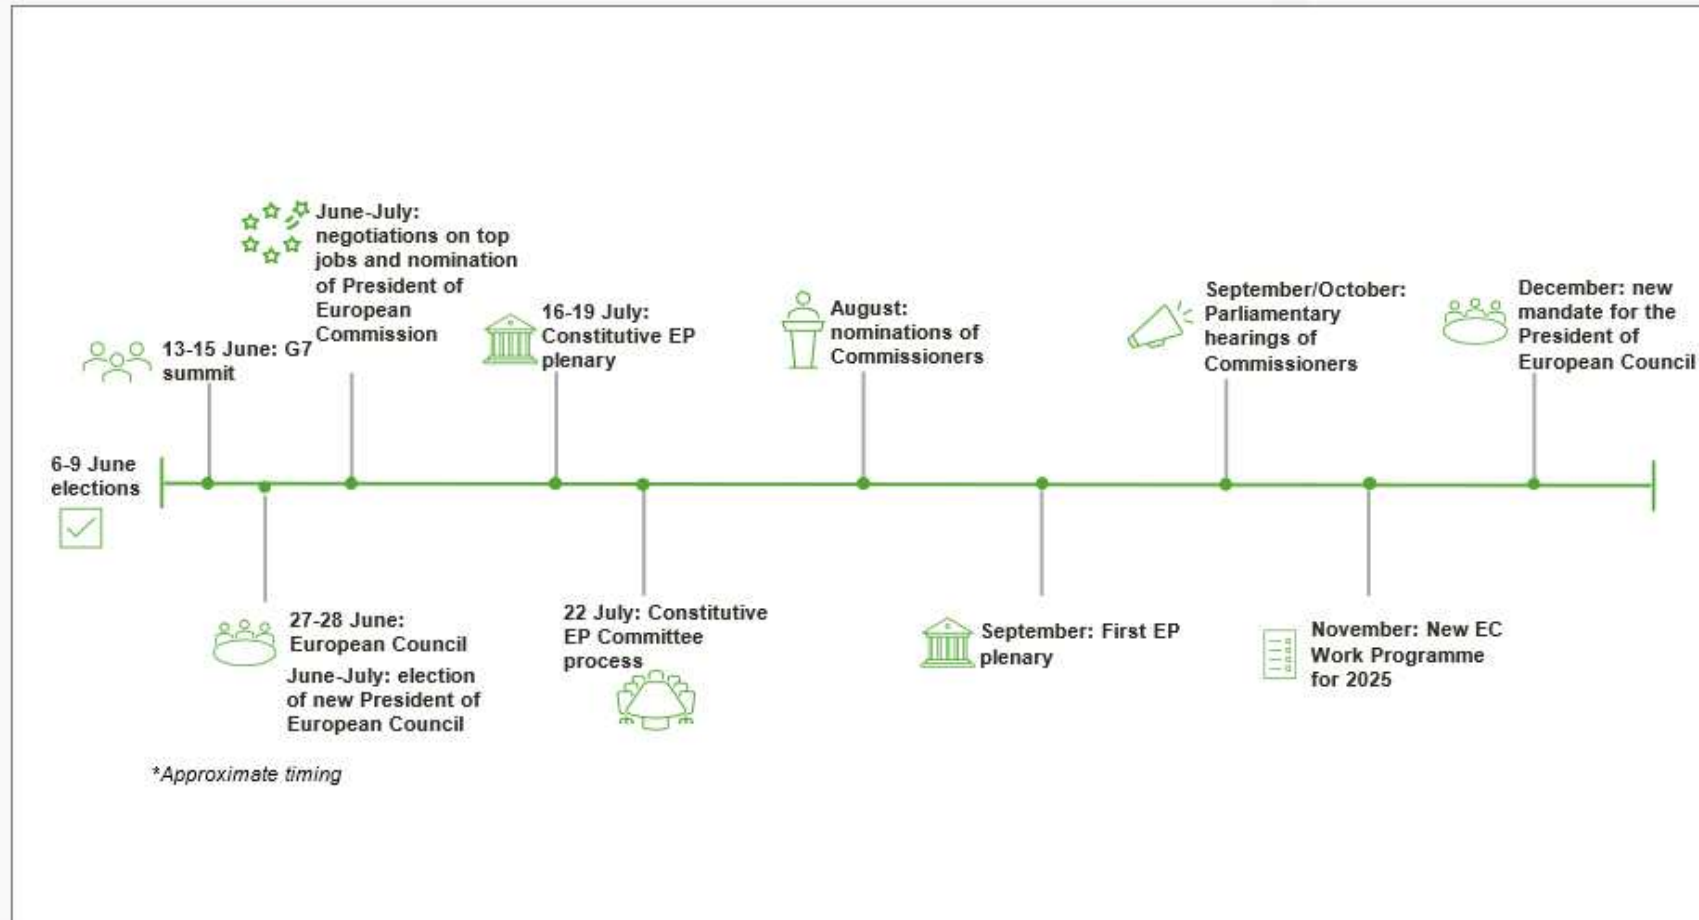 June-July:
negotiations on top
jobs and nomination
of President of
European
Commission
13-15 June: G7
summit
16-19 July:
Constitutive EP
plenary
August:
nominations of
Commissioners
September/October:
Parliamentary
hearings of
Commissioners
December: new
mandate for the
President of
European Council
6-9 June
elections
27-28 June:
European Council
June-July: election
of new President of
European Council
22 July: Constitutive
EP Committee
process
September: First EP
plenary
November: New EC
Work Programme
for 2025
*Approximate timing